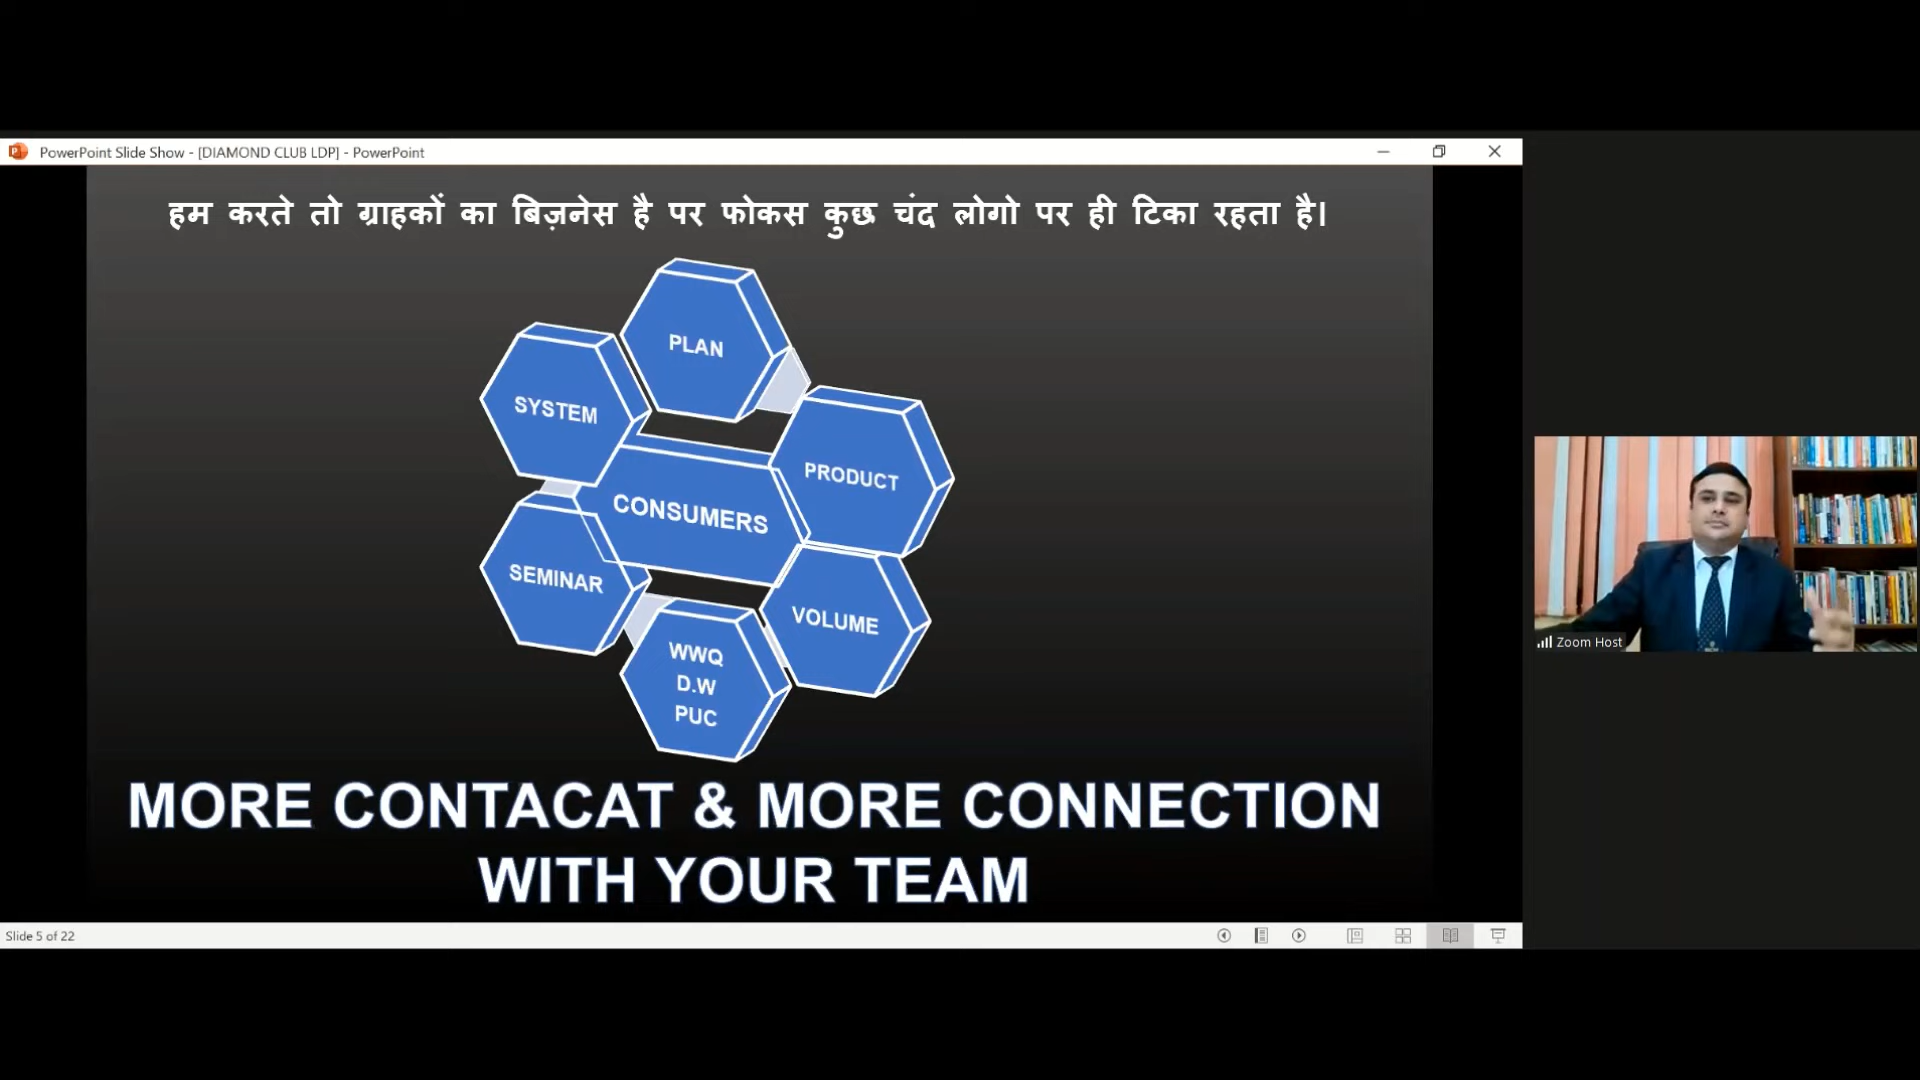 PowerPoint Slide Show - [DIAMOND CLUB LDP] - PowerPoint
हम करते तो ग्राहकों का बिज़नेस है पर फोकस कुछ चंद लोगो पर ही टिका रहता है।
PLAN
SYSTEM
PRODUCT
CONSUMERS
SEMINAR
VOLUME
WWQ
D.W
PUC
MORE CONTACAT & MORE CONNECTION
WITH YOUR TEAM
Zoom Host
Slide 5 of 22